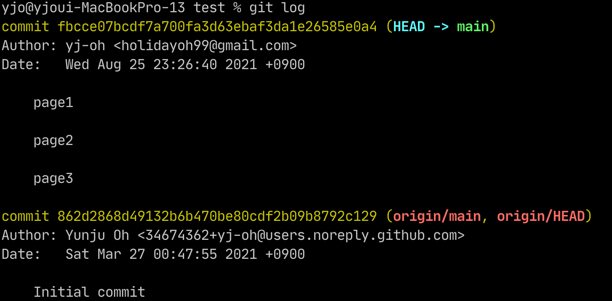 yjo@yjoui-MacBookPro-13 test % git log
commit fbcce07bcdf7a700fa3d63ebaf3da1e26585e0a4 (HEAD -> main)
Author: yj-oh <holidayoh99@gmail.com>
Date:   Wed Aug 25 23:26:40 2021 +0900
page1
page2
page3
commit 862d2868d49132b6b470be80cdf2b09b8792c129 (origin/main, origin/HEAD)
Author: Yunju Oh <34674362+yj-oh@users.noreply.github.com>
Date:   Sat Mar 27 00:47:55 2021 +0900
Initial commit